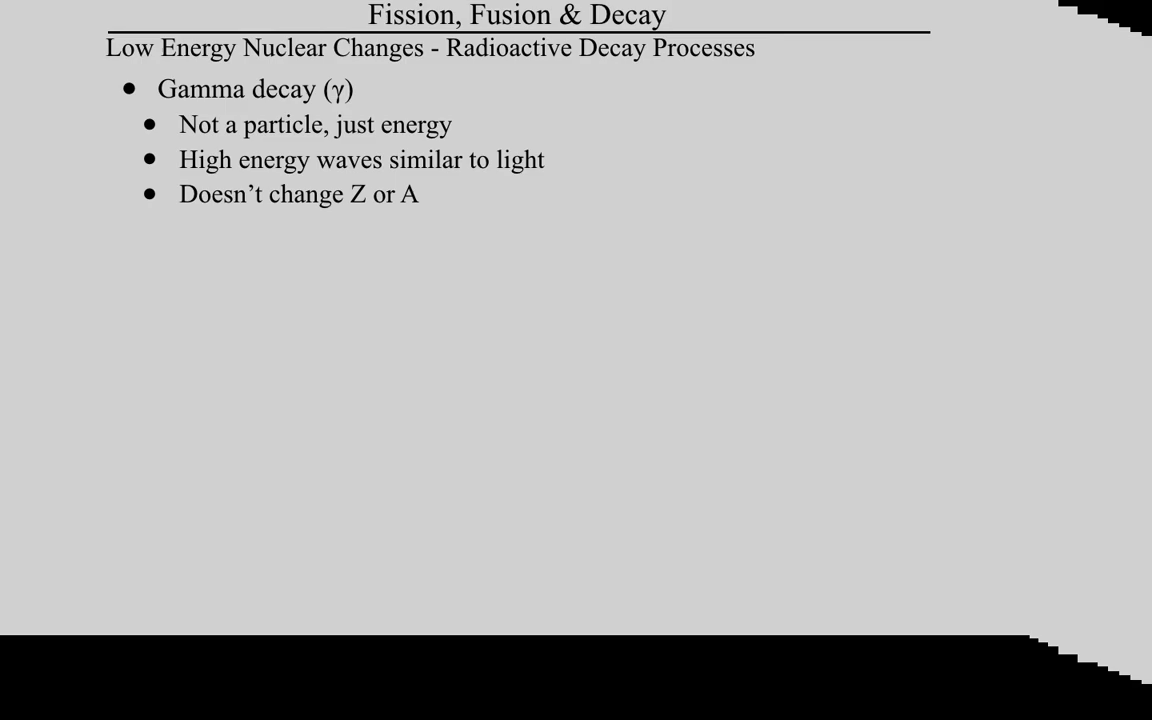 Fission, Fusion & Decay
Low Energy Nuclear Changes - Radioactive Decay Processes
• Gamma decay (γ)
• Not a particle, just energy
• High energy waves similar to light
• Doesn’t change Z or A